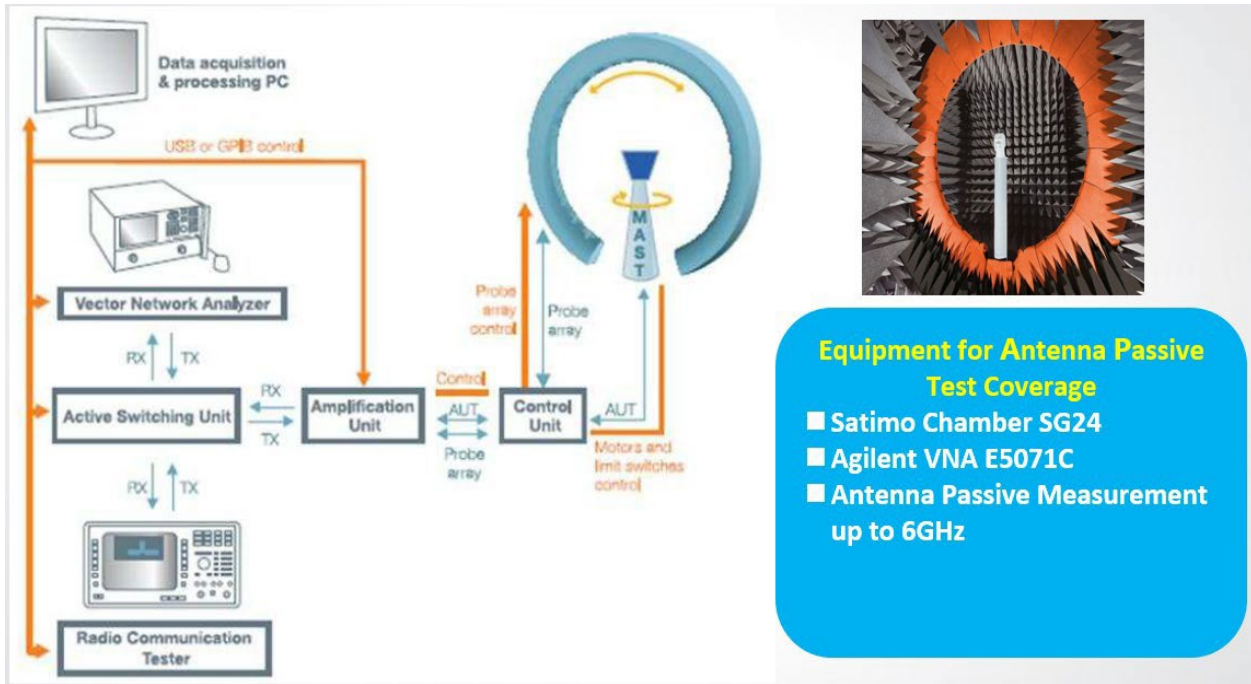 Data acquisition
& processing PC
USB or GPIB control
Vector Network Analyzer
RX
TX
Active Switching Unit
RX
TX
Amplification
Unit
Control
AUT
Probe
array
Control
Unit
Probe
array
control
Probe
array
MAST
AUT
Motors and
limit switches
control
RX
TX
Radio Communication
Tester
Equipment for Antenna Passive
Test Coverage
Satimo Chamber SG24
Agilent VNA E5071C
Antenna Passive Measurement
up to 6GHz